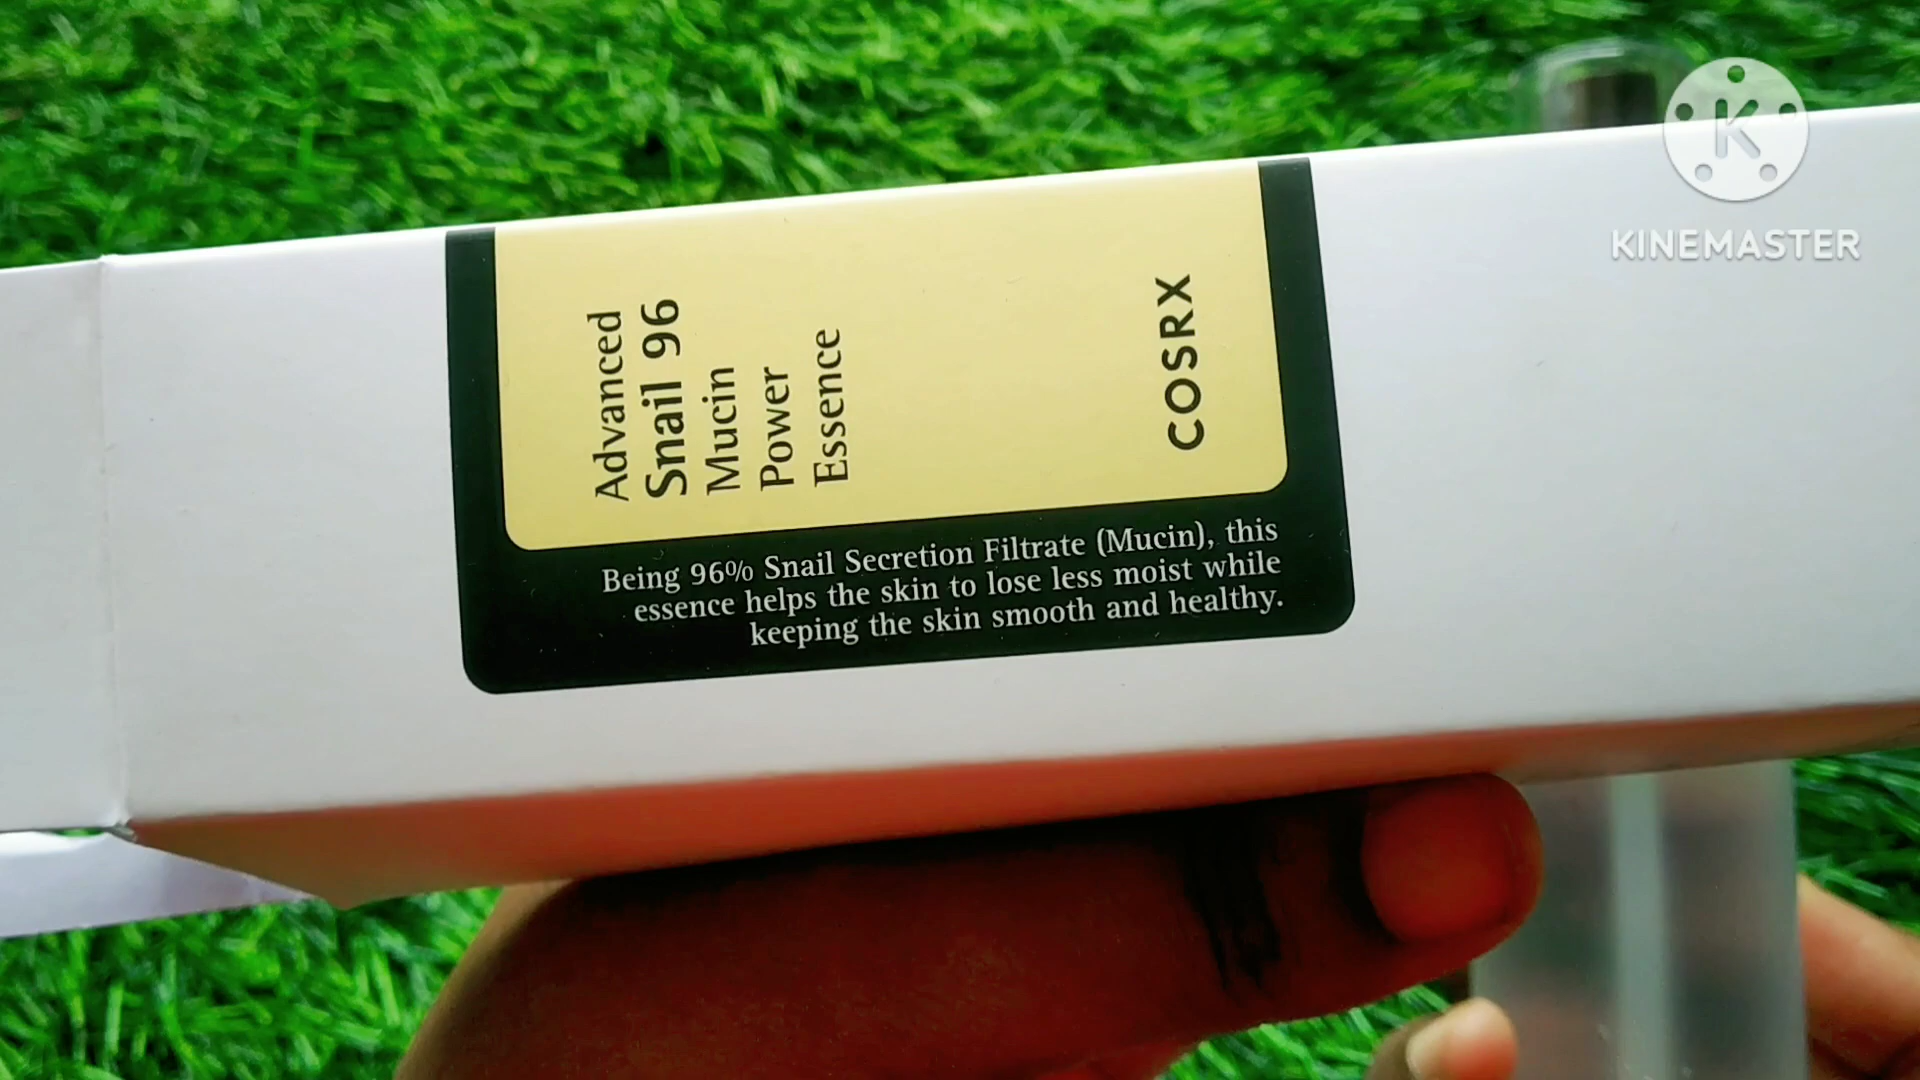 Advanced
Snail 96
Mucin
Power
Essence
COSRX
Being 96% Snail Secretion Filtrate (Mucin), this
essence helps the skin to lose less moist while
keeping the skin smooth and healthy.
K
KINEMASTER